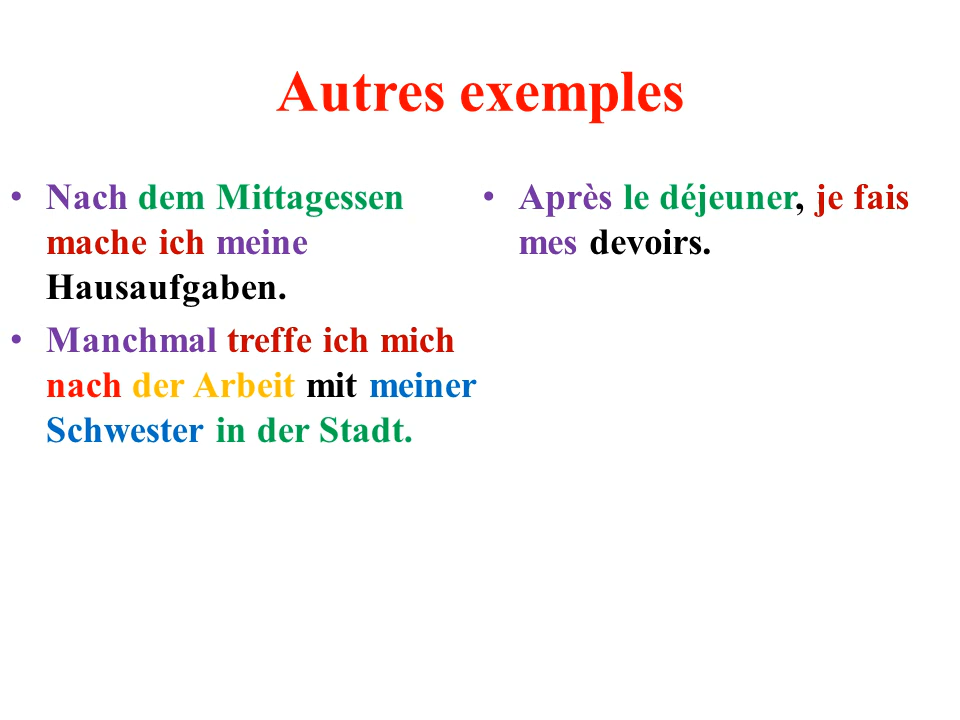 Autres exemples
• Nach dem Mittagessen
mache ich meine
Hausaufgaben.
• Manchmal treffe ich mich
nach der Arbeit mit meiner
Schwester in der Stadt.
• Après le déjeuner, je fais
mes devoirs.